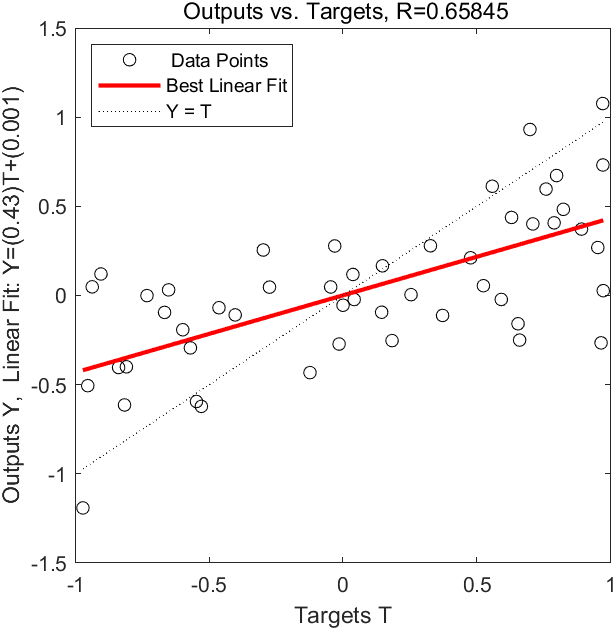 Outputs vs. Targets, R=0.65845
Data Points
Best Linear Fit
Y = T
Outputs Y,  Linear Fit: Y=(0.43)T+(0.001)
1.5
1
0.5
0
-0.5
-1
-1.5
-1
-0.5
0
0.5
1
Targets T